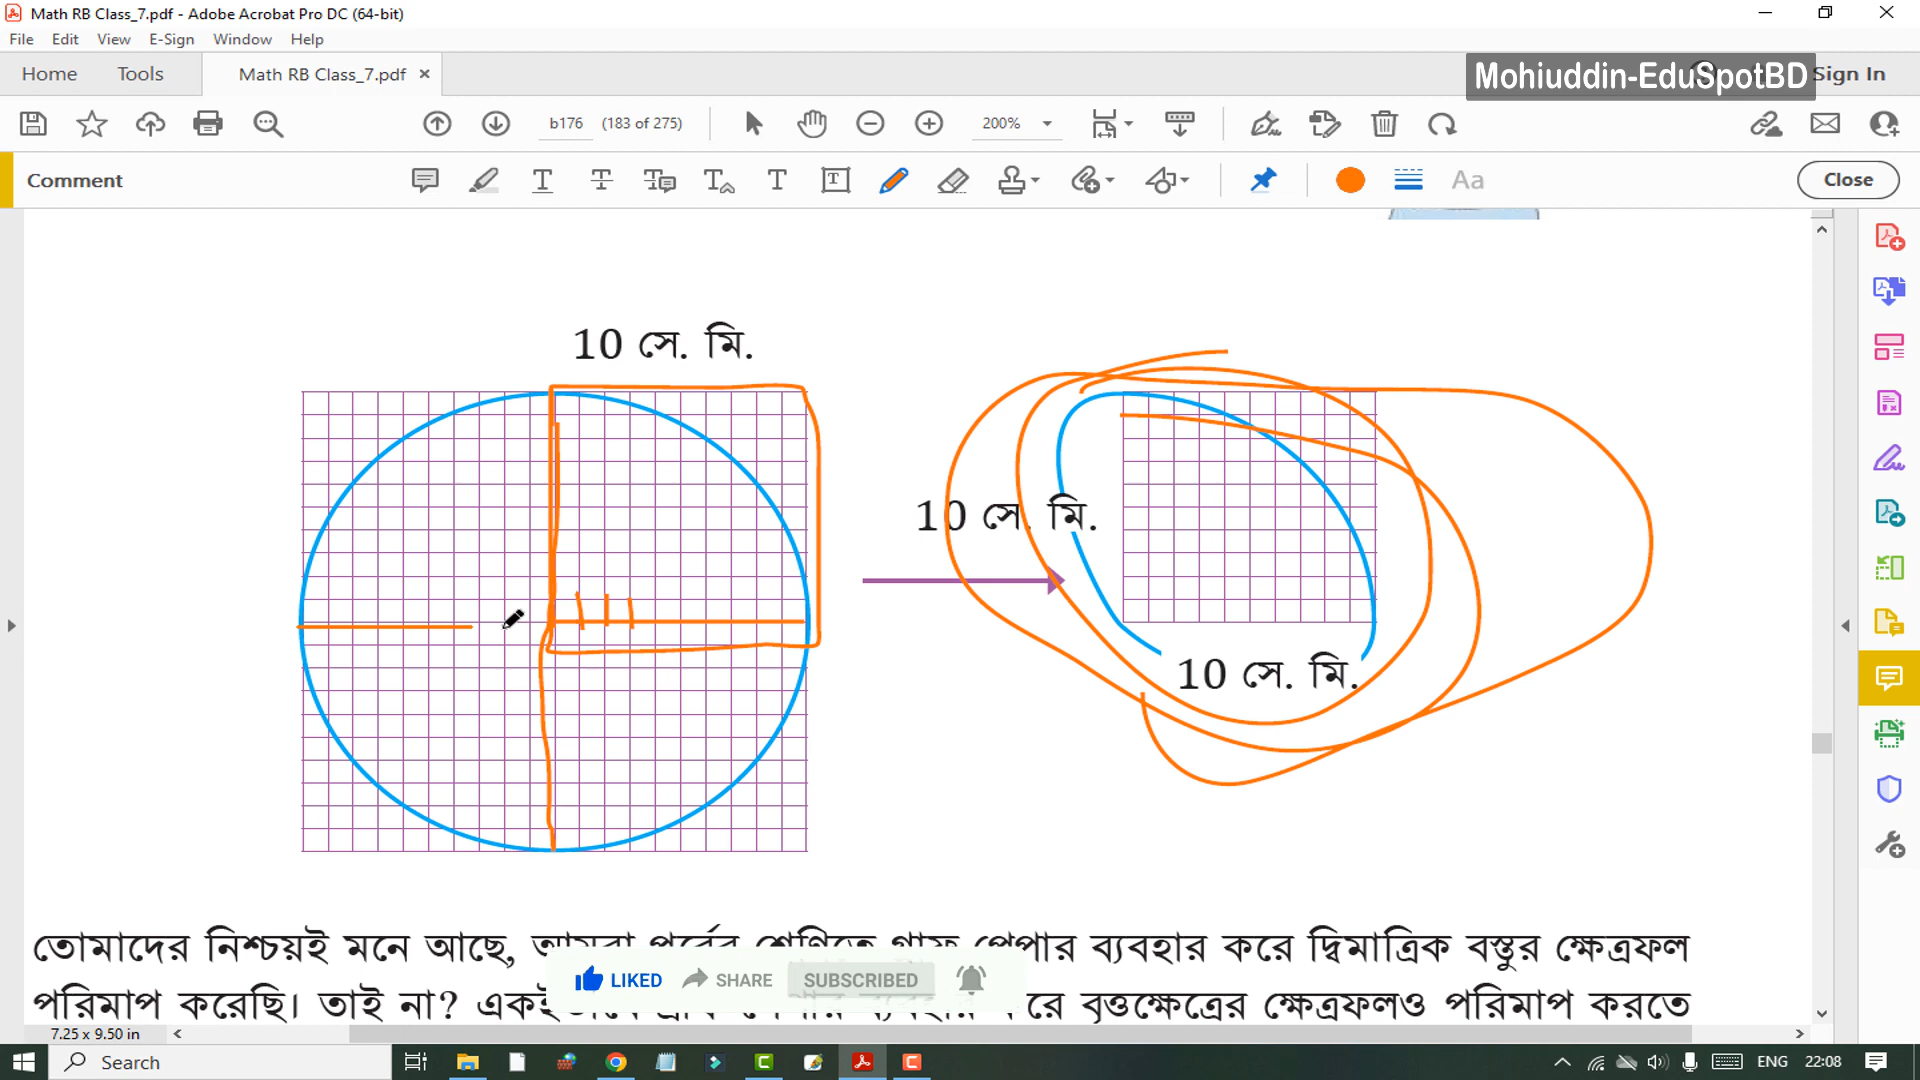 Math RB Class_7.pdf - Adobe Acrobat Pro DC (64-bit)
File Edit View E-Sign Window Help
Home Tools Math RB Class_7.pdf × Mohiuddin-EduSpotBD Sign In
b176 (183 of 275) 200%
Comment Aa Close
10 সে. মি.
10 সে. মি.
10 সে. মি.
তোমাদের নিশ্চয়ই মনে আছে, আমরা পূর্বের শ্রেণিতে গ্রাফ পেপার ব্যবহার করে দ্বিমাত্রিক বস্তুর ক্ষেত্রফল
LIKED SHARE SUBSCRIBED
পরিমাপ করেছি। তাই না? করে বৃত্তক্ষেত্রের ক্ষেত্রফলও পরিমাপ করতে
7.25 x 9.50 in
Search ENG 22:08